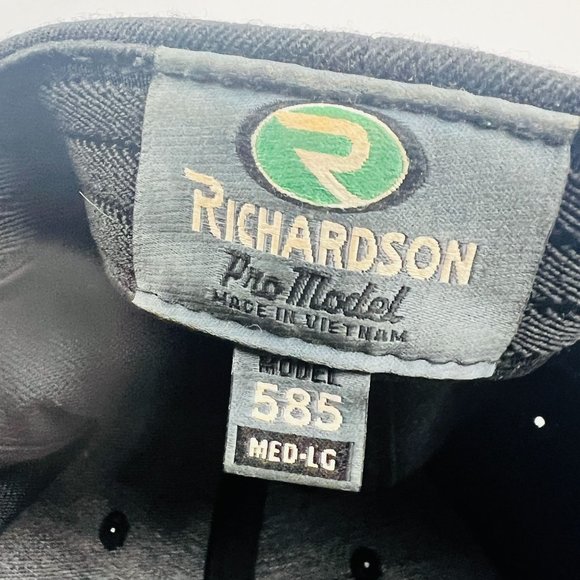 R
RICHARDSON
Pro Model
MADE IN VIETNAM
MODEL
585
MED-LG